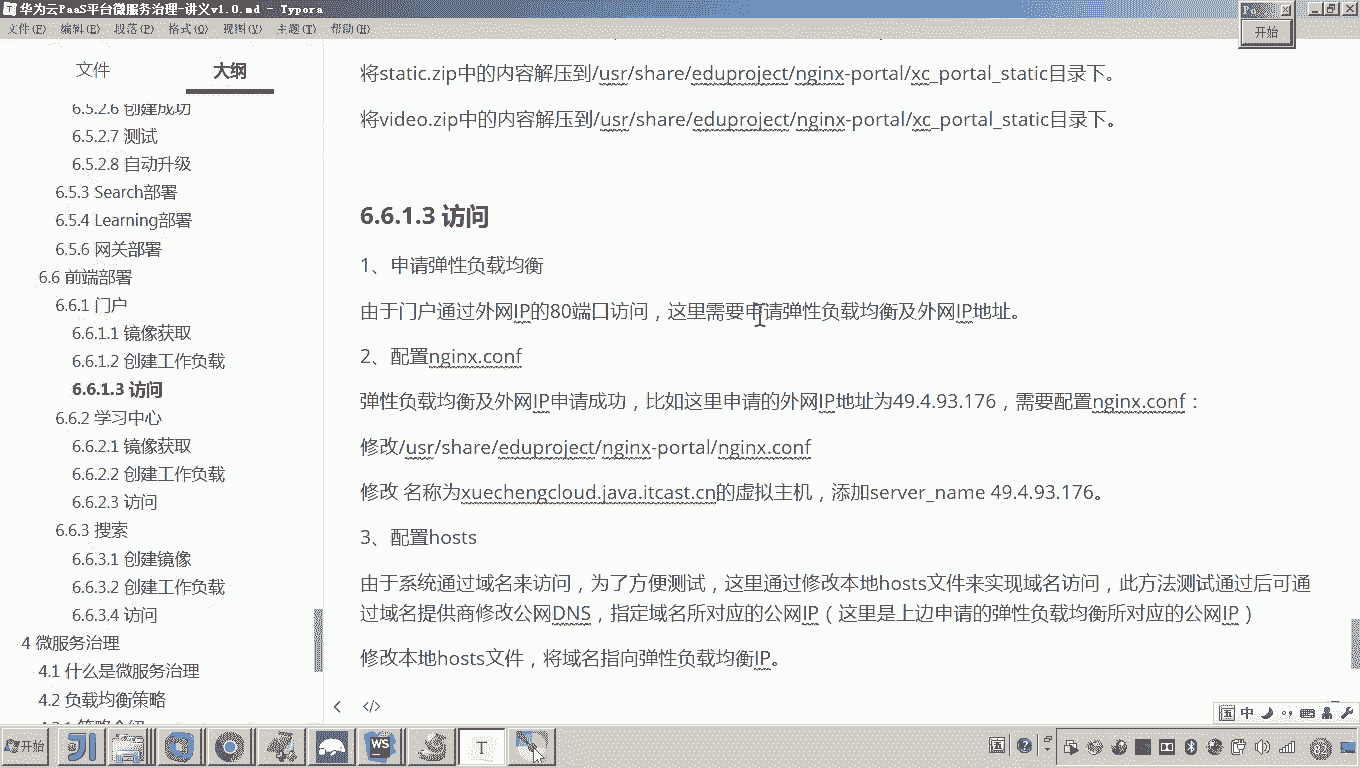 华为云PaaS平台微服务治理-讲义v1.0.md - Typora
文件(F) 编辑(E) 段落(P) 格式(O) 视图(V) 主题(T) 帮助(H)
开始
文件 大纲
6.5.2.6 创建成功
6.5.2.7 测试
6.5.2.8 自动升级
6.5.3 Search部署
6.5.4 Learning部署
6.5.6 网关部署
6.6 前端部署
6.6.1 门户
6.6.1.1 镜像获取
6.6.1.2 创建工作负载
6.6.1.3 访问
6.6.2 学习中心
6.6.2.1 镜像获取
6.6.2.2 创建工作负载
6.6.2.3 访问
6.6.3 搜索
6.6.3.1 创建镜像
6.6.3.2 创建工作负载
6.6.3.4 访问
4 微服务治理
4.1 什么是微服务治理
4.2 负载均衡策略
将static.zip中的内容解压到/usr/share/eduproject/nginx-portal/xc_portal_static目录下。
将video.zip中的内容解压到/usr/share/eduproject/nginx-portal/xc_portal_static目录下。
6.6.1.3 访问
1、申请弹性负载均衡
由于门户通过外网IP的80端口访问，这里需要申请弹性负载均衡及外网IP地址。
2、配置nginx.conf
弹性负载均衡及外网IP申请成功，比如这里申请的外网IP地址为49.4.93.176，需要配置nginx.conf：
修改/usr/share/eduproject/nginx-portal/nginx.conf
修改 名称为xuechengcloud.java.itcast.cn的虚拟主机，添加server_name 49.4.93.176。
3、配置hosts
由于系统通过域名来访问，为了方便测试，这里通过修改本地hosts文件来实现域名访问，此方法测试通过后可通
过域名提供商修改公网DNS，指定域名所对应的公网IP（这里是上边申请的弹性负载均衡所对应的公网IP）
修改本地hosts文件，将域名指向弹性负载均衡IP。
</> 
五 中
开始 WS T 五 82